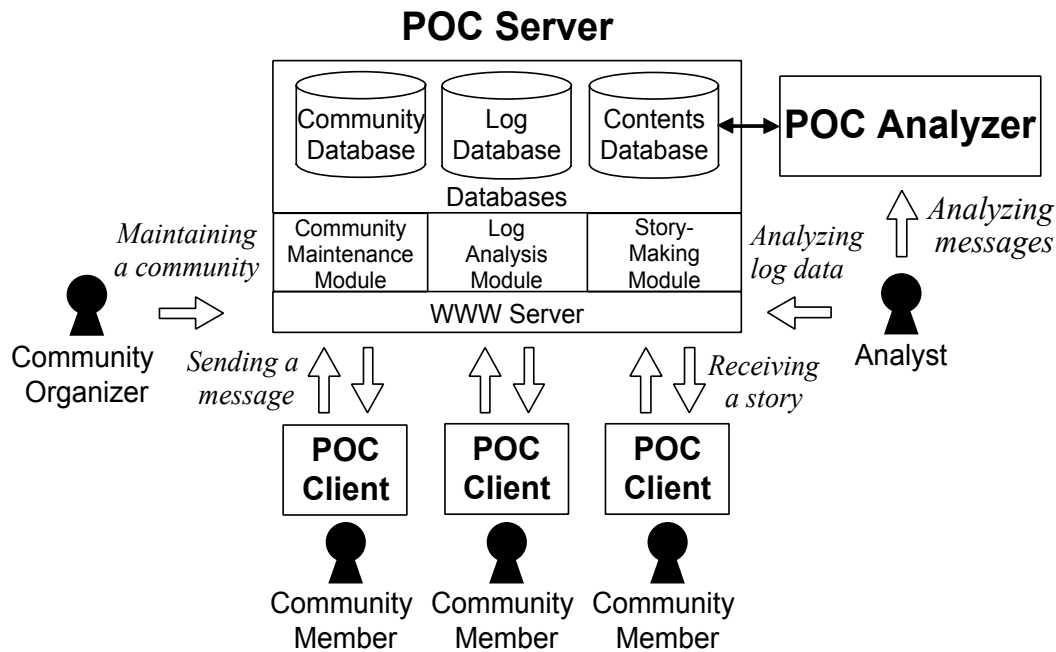 POC Server
Community
Database
Log
Database
Contents
Database
Databases
POC Analyzer
Community
Maintenance
Module
Log
Analysis
Module
Story-
Making
Module
WWW Server
Maintaining
a community
Analyzing
log data
Analyzing
messages
Community
Organizer
Analyst
Sending a
message
Receiving
a story
POC
Client
POC
Client
POC
Client
Community
Member
Community
Member
Community
Member